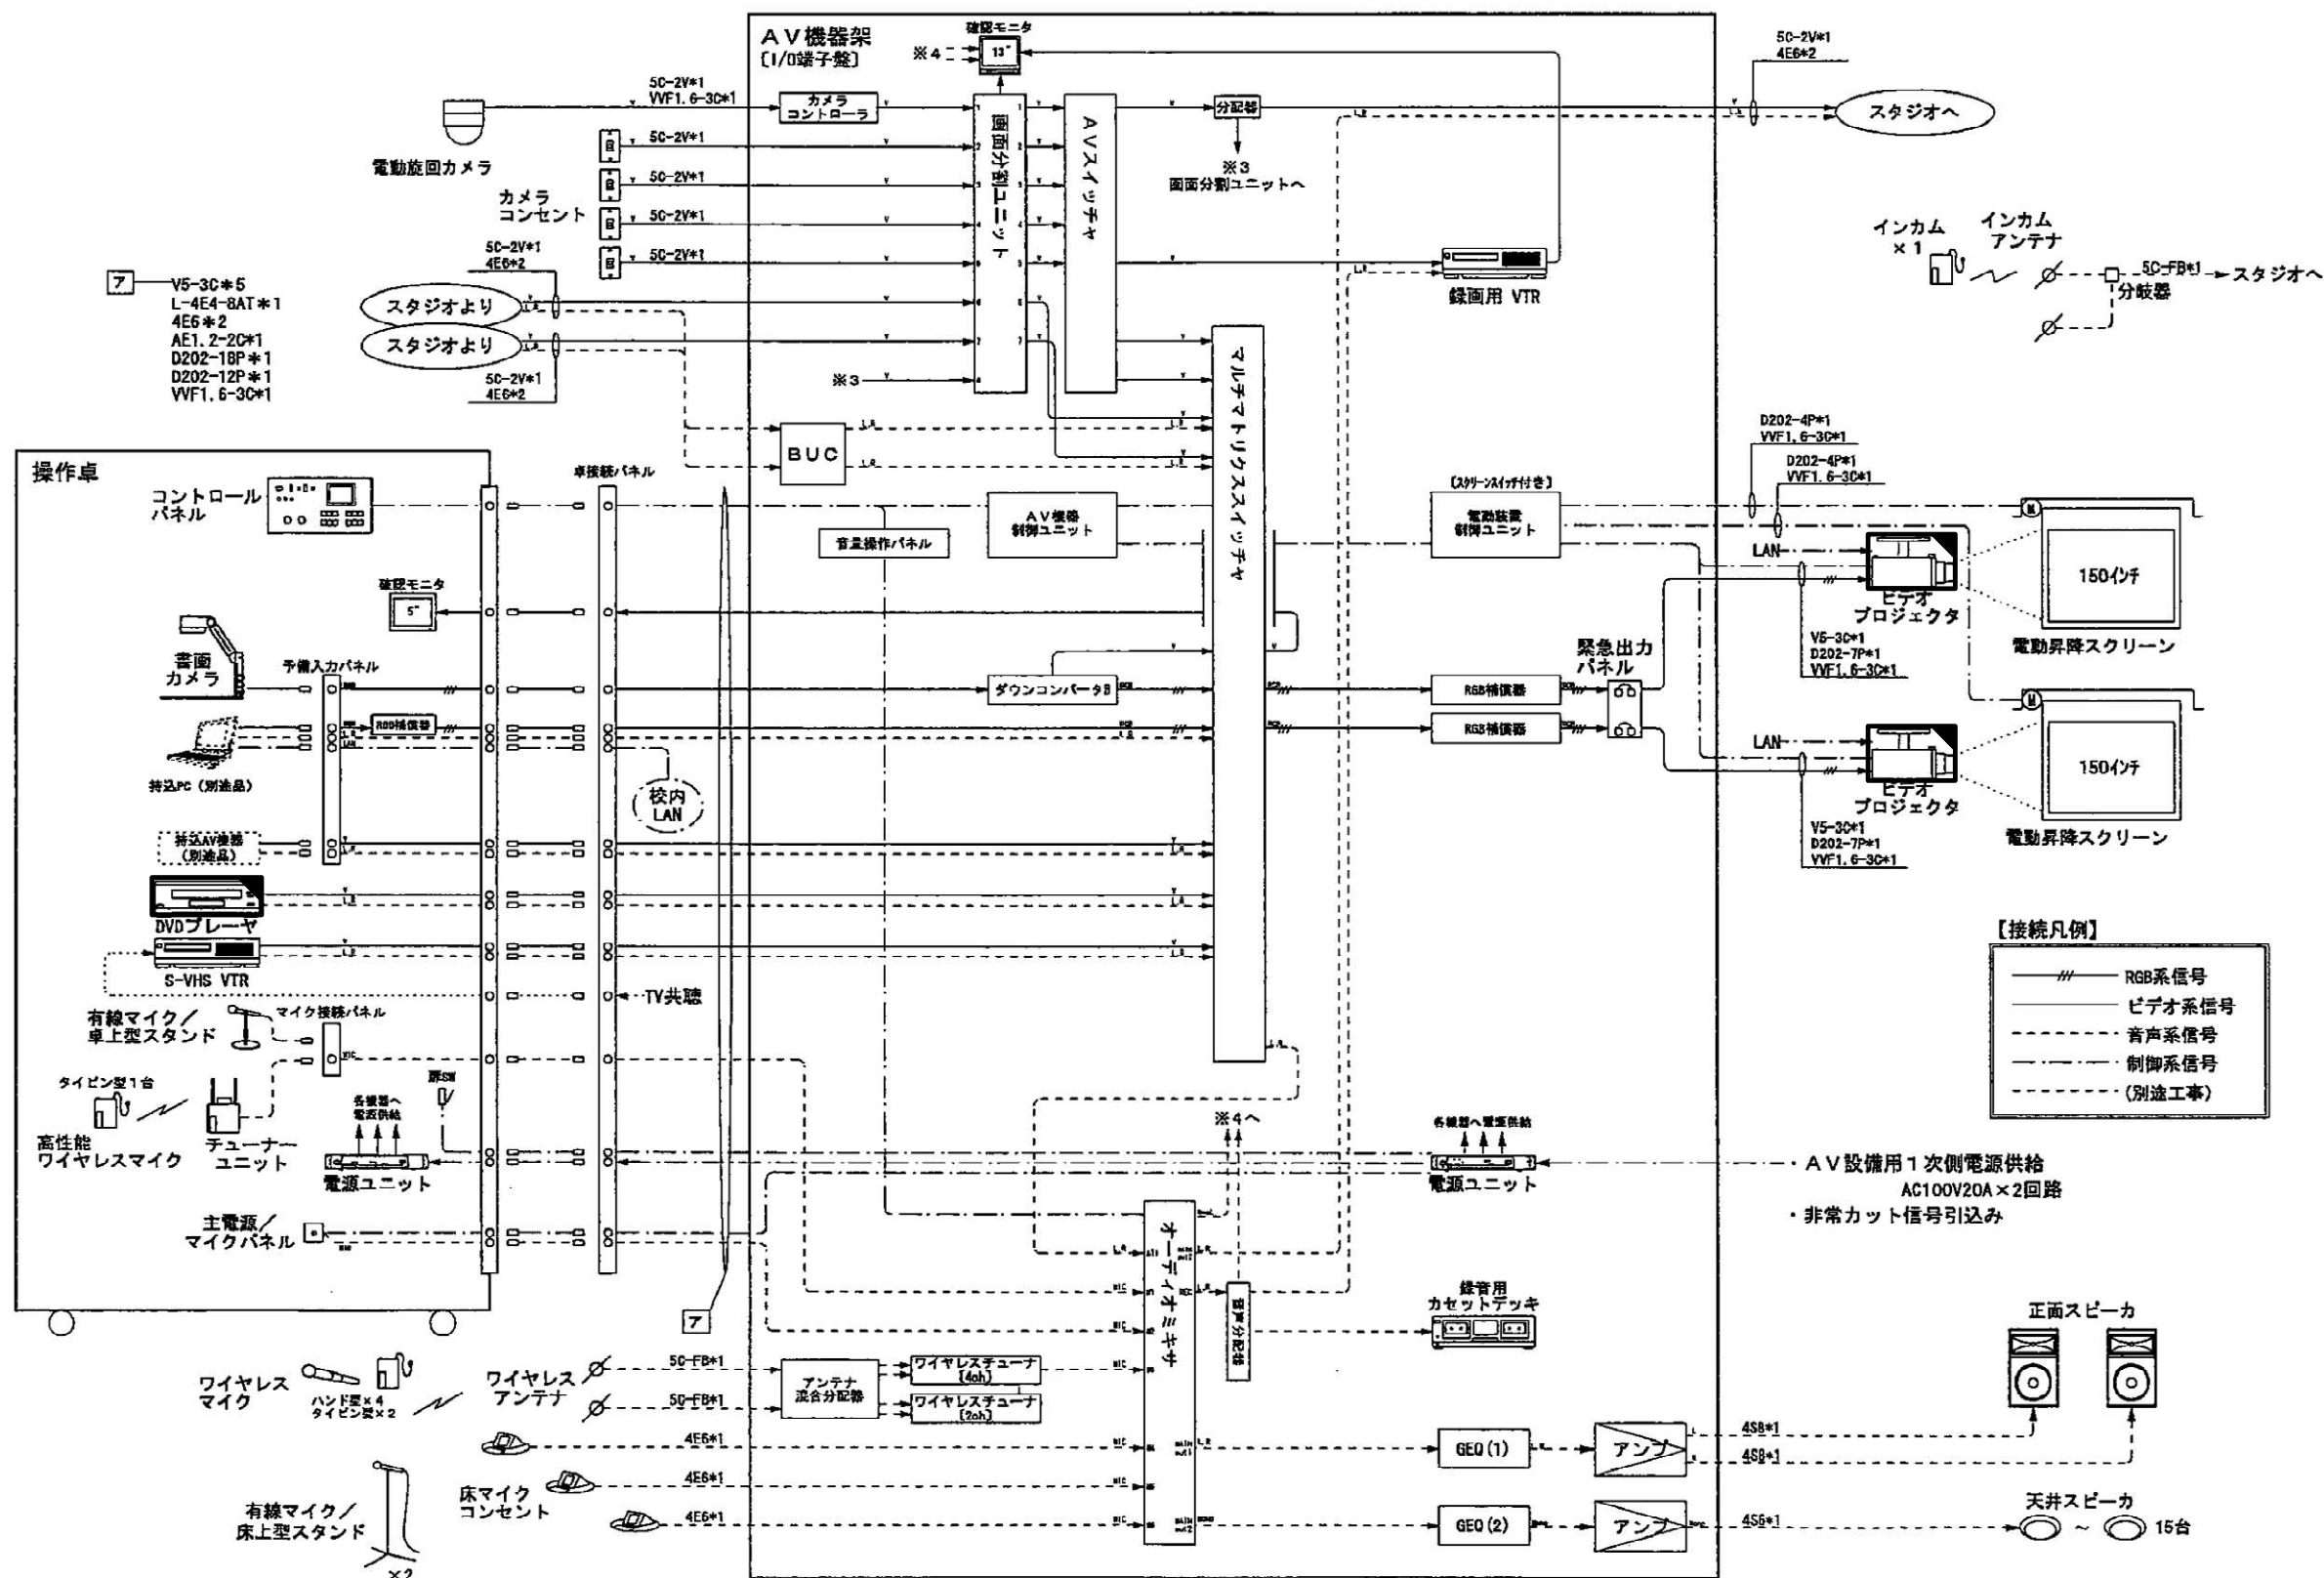 AV機器架
[I/O端子盤]
確認モニタ
13"
※4
5C-2V*1
VVF1.6-3C*1
電動旋回カメラ
カメラ
コントローラ
5C-2V*1
5C-2V*1
5C-2V*1
5C-2V*1
カメラ
コンセント
画面分割ユニット
AVスイッチャ
分配器
※3
画面分割ユニットへ
5C-2V*1
4E6*2
スタジオへ
録画用 VTR
インカム
×1
インカム
アンテナ
5C-FB*1
スタジオへ
分岐器
ア
V5-3C*5
L-4E4-8AT*1
4E6*2
AE1.2-2C*1
D202-18P*1
D202-12P*1
VVF1.6-3C*1
5C-2V*1
4E6*2
スタジオより
スタジオより
5C-2V*1
4E6*2
※3
BUC
マルチマトリクススイッチャ
操作卓
コントロール
パネル
卓接続パネル
音量操作パネル
AV機器
制御ユニット
[スクリーンスイッチ付き]
電動装置
制御ユニット
D202-4P*1
VVF1.6-3C*1
D202-4P*1
VVF1.6-3C*1
LAN
ビデオ
プロジェクタ
150インチ
電動昇降スクリーン
V5-3C*1
D202-7P*1
VVF1.6-3C*1
確認モニタ
5"
書画
カメラ
予備入力パネル
ダウンコンバータB
RGB補償器
RGB補償器
RGB補償器
緊急出力
パネル
持込PC (別途品)
校内
LAN
LAN
ビデオ
プロジェクタ
150インチ
電動昇降スクリーン
V5-3C*1
D202-7P*1
VVF1.6-3C*1
持込AV機器
(別途品)
DVDプレーヤ
S-VHS VTR
TV共聴
有線マイク/
卓上型スタンド
マイク接続パネル
タイピン型1台
高性能
ワイヤレスマイク
チューナー
ユニット
扉SW
各機器へ
電源供給
電源ユニット
主電源/
マイクパネル
※4へ
各機器へ電源供給
電源ユニット
・AV設備用1次側電源供給
AC100V20A×2回路
・非常カット信号引込み
【接続凡例】
RGB系信号
ビデオ系信号
音声系信号
制御系信号
(別途工事)
オーディオミキサ
音声分配器
録音用
カセットデッキ
ア
ワイヤレス
マイク
ハンド型×4
タイピン型×2
ワイヤレス
アンテナ
5C-FB*1
5C-FB*1
アンテナ
混合分配器
ワイヤレスチューナ
[4ch]
ワイヤレスチューナ
[2ch]
有線マイク/
床上型スタンド
×2
床マイク
コンセント
4E6*1
4E6*1
4E6*1
GEQ(1)
アンプ
4S8*1
4S8*1
正面スピーカ
GEQ(2)
アンプ
4S6*1
天井スピーカ
～
15台